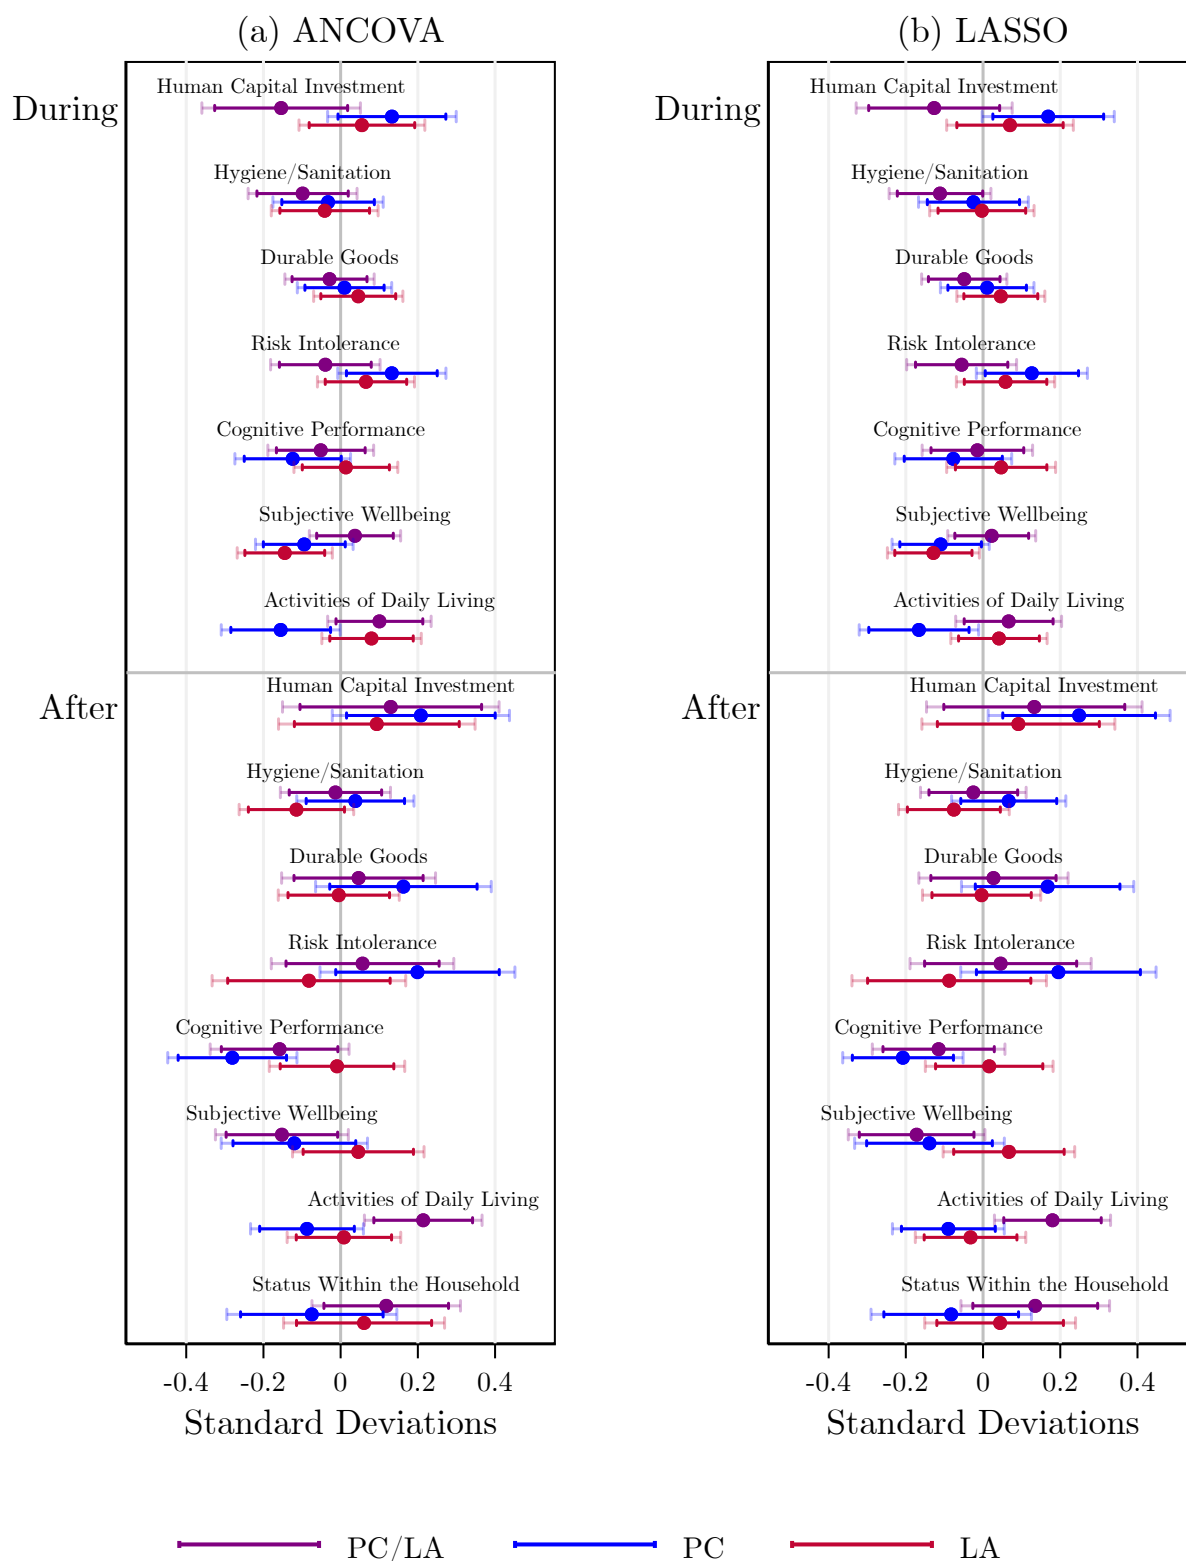 (a) ANCOVA
During
Human Capital Investment
Hygiene/Sanitation
Durable Goods
Risk Intolerance
Cognitive Performance
Subjective Wellbeing
Activities of Daily Living
After
Human Capital Investment
Hygiene/Sanitation
Durable Goods
Risk Intolerance
Cognitive Performance
Subjective Wellbeing
Activities of Daily Living
Status Within the Household
-0.4 -0.2 0 0.2 0.4
Standard Deviations
(b) LASSO
During
Human Capital Investment
Hygiene/Sanitation
Durable Goods
Risk Intolerance
Cognitive Performance
Subjective Wellbeing
Activities of Daily Living
After
Human Capital Investment
Hygiene/Sanitation
Durable Goods
Risk Intolerance
Cognitive Performance
Subjective Wellbeing
Activities of Daily Living
Status Within the Household
-0.4 -0.2 0 0.2 0.4
Standard Deviations
PC/LA PC LA